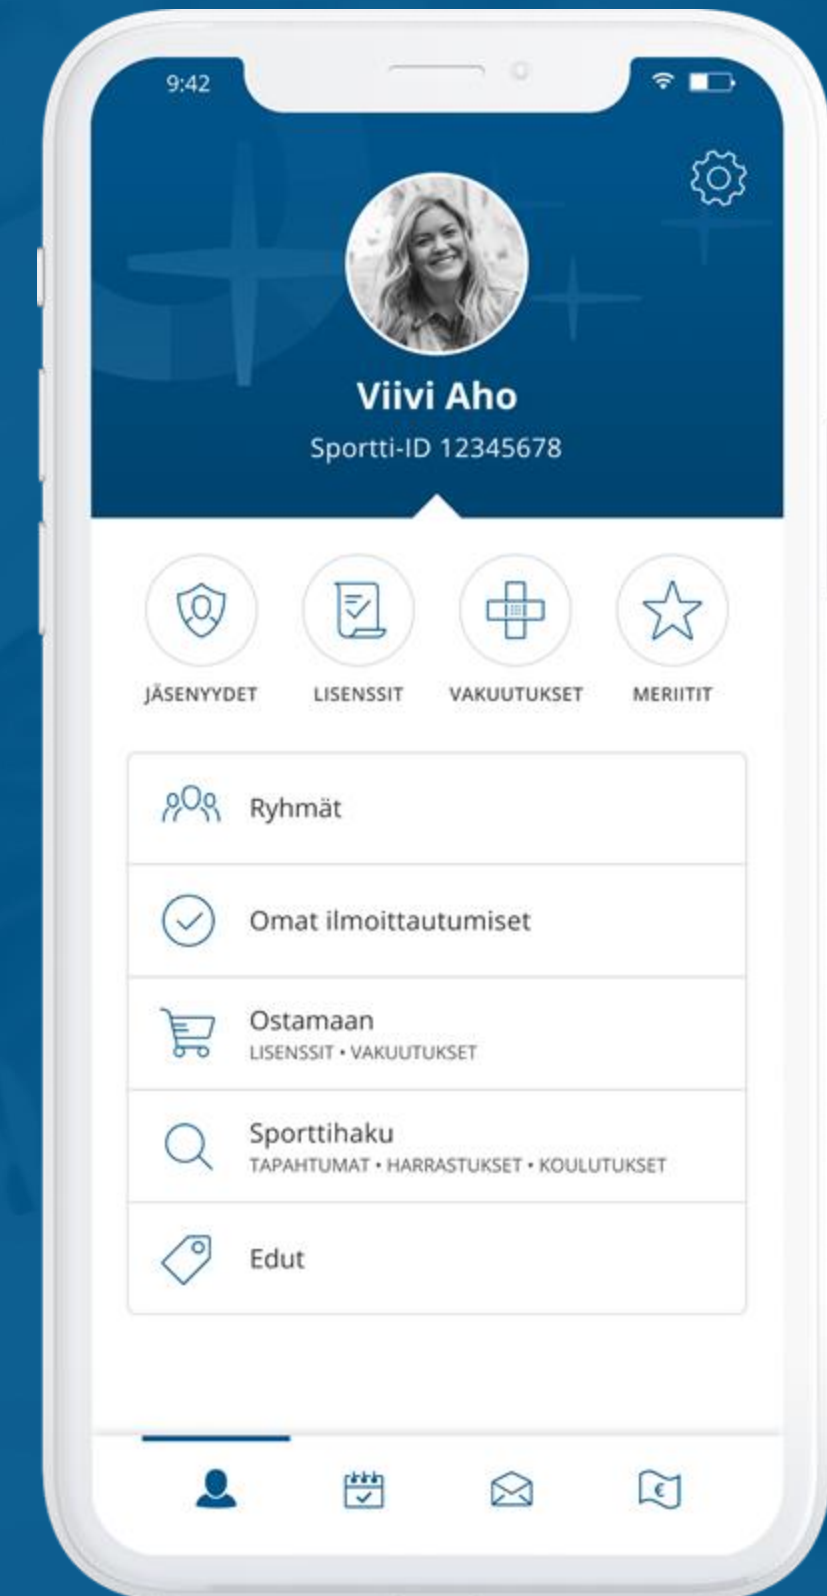 9:42
Viivi Aho
Sportti-ID 12345678
JÄSENYYDET
LISENSSIT
VAKUUTUKSET
MERIITIT
Ryhmät
Omat ilmoittautumiset
Ostamaan
LISENSSIT • VAKUUTUKSET
Sporttihaku
TAPAHTUMAT • HARRASTUKSET • KOULUTUKSET
Edut
€